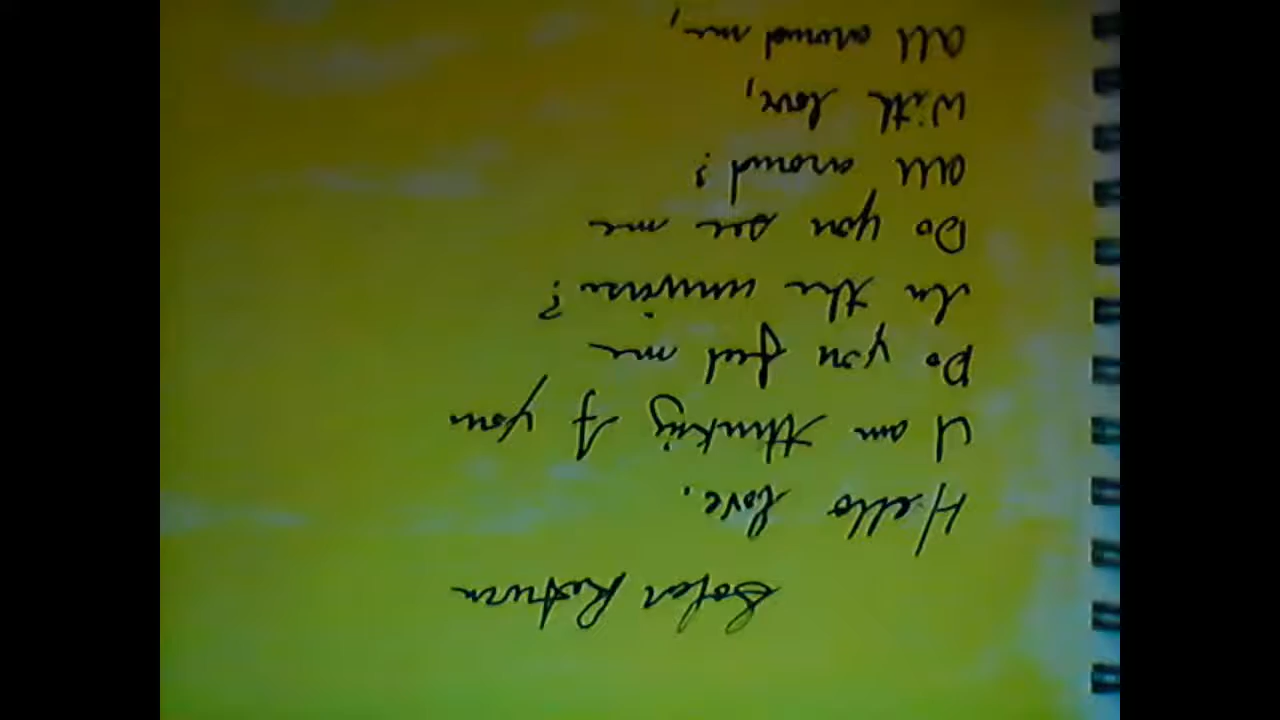 Solar Return
Hello love.
I am thinking of you
Do you feel me
In the universe?
Do you see me
All around?
With love,
All around me,